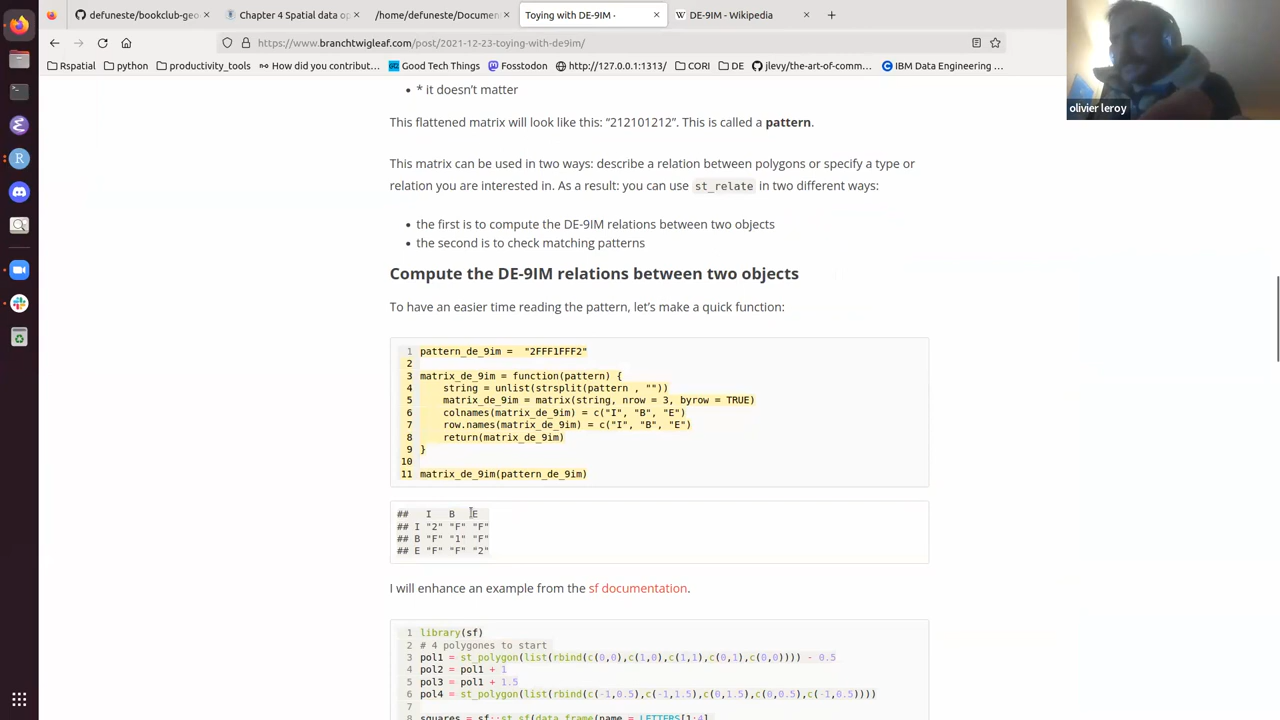 defuneste/bookclub-geo
Chapter 4 Spatial data op
/home/defuneste/Documen
Toying with DE-9IM ·
DE-9IM - Wikipedia
https://www.branchtwigleaf.com/post/2021-12-23-toying-with-de9im/
Rspatial
python
productivity_tools
How did you contribut…
Good Tech Things
Fosstodon
http://127.0.0.1:1313/
CORI
DE
jlevy/the-art-of-comm…
IBM Data Engineering …
olivier leroy
• * it doesn't matter
This flattened matrix will look like this: “212101212”. This is called a pattern.
This matrix can be used in two ways: describe a relation between polygons or specify a type or
relation you are interested in. As a result: you can use st_relate in two different ways:
• the first is to compute the DE-9IM relations between two objects
• the second is to check matching patterns
Compute the DE-9IM relations between two objects
To have an easier time reading the pattern, let's make a quick function:
1 pattern_de_9im = "2FFF1FFF2"
2
3 matrix_de_9im = function(pattern) {
4 string = unlist(strsplit(pattern , ""))
5 matrix_de_9im = matrix(string, nrow = 3, byrow = TRUE)
6 colnames(matrix_de_9im) = c("I", "B", "E")
7 row.names(matrix_de_9im) = c("I", "B", "E")
8 return(matrix_de_9im)
9 }
10
11 matrix_de_9im(pattern_de_9im)
## I B E
## I "2" "F" "F"
## B "F" "1" "F"
## E "F" "F" "2"
I will enhance an example from the sf documentation.
1 library(sf)
2 # 4 polygones to start
3 pol1 = st_polygon(list(rbind(c(0,0),c(1,0),c(1,1),c(0,1),c(0,0)))) - 0.5
4 pol2 = pol1 + 1
5 pol3 = pol1 + 1.5
6 pol4 = st_polygon(list(rbind(c(-1,0.5),c(-1,1.5),c(0,1.5),c(0,0.5),c(-1,0.5))))
7
8 squares = sf::st_sf(data.frame(name = LETTERS[1:4]